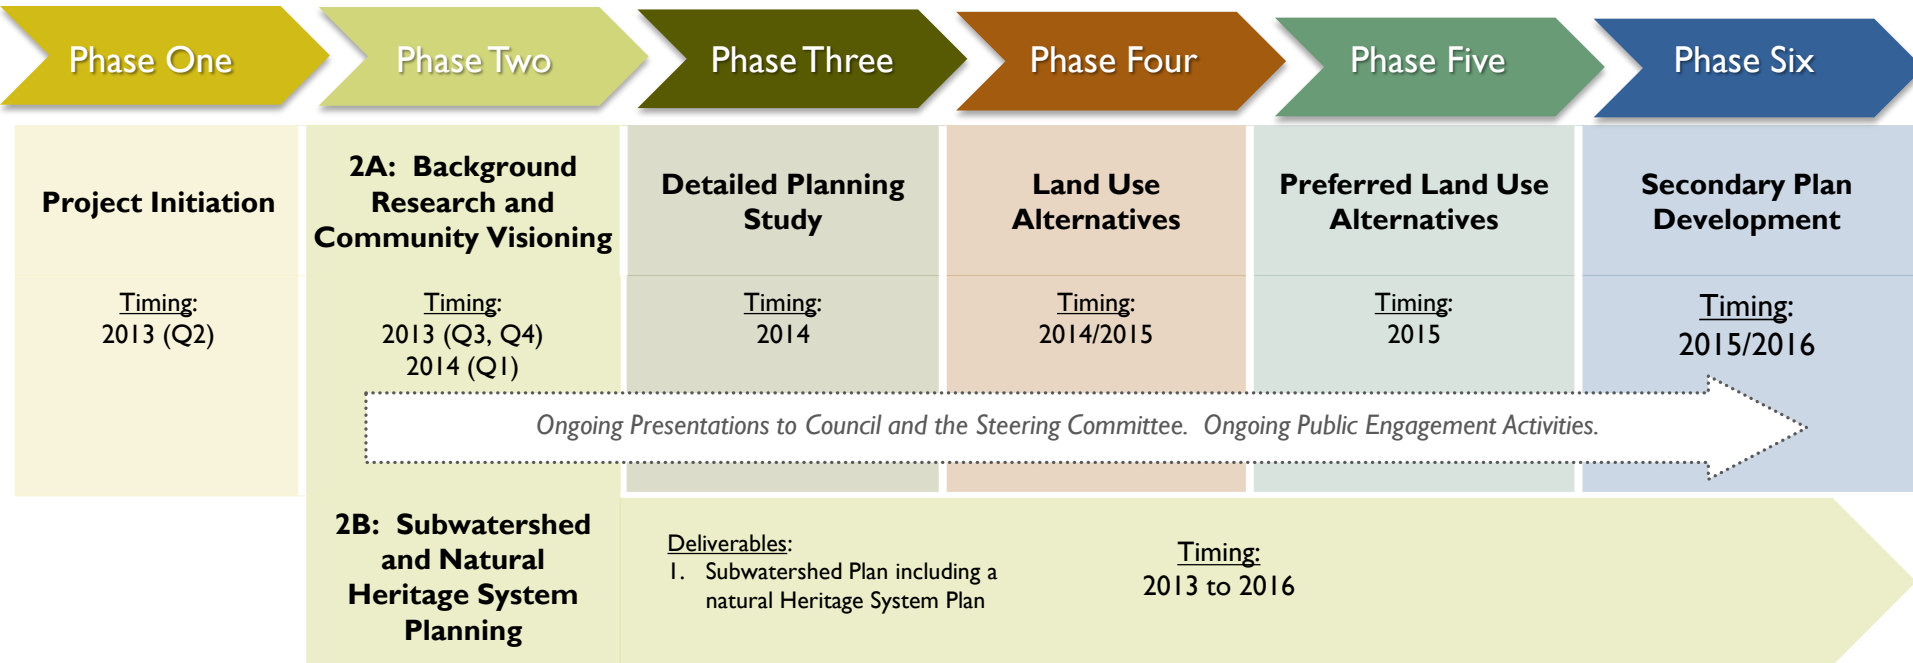 Phase One
Phase Two
Phase Three
Phase Four
Phase Five
Phase Six
Project Initiation
2A: Background
Research and
Community Visioning
Detailed Planning
Study
Land Use
Alternatives
Preferred Land Use
Alternatives
Secondary Plan
Development
Timing:
2013 (Q2)
Timing:
2013 (Q3, Q4)
2014 (Q1)
Timing:
2014
Timing:
2014/2015
Timing:
2015
Timing:
2015/2016
Ongoing Presentations to Council and the Steering Committee. Ongoing Public Engagement Activities.
2B: Subwatershed
and Natural
Heritage System
Planning
Deliverables:
1. Subwatershed Plan including a
natural Heritage System Plan
Timing:
2013 to 2016